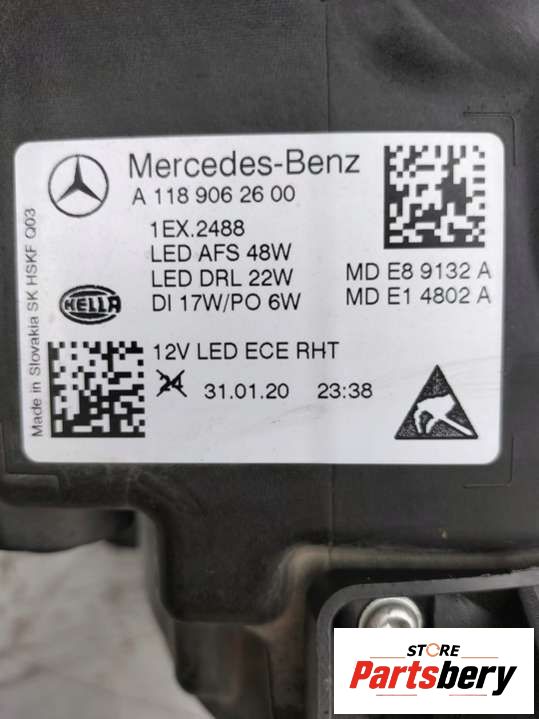 Mercedes-Benz
A 118 906 26 00
1EX.2488
LED AFS 48W
LED DRL 22W
DI 17W/PO 6W
MD E8 9132 A
MD E1 4802 A
HELLA
Made in Slovakia SK HSKF Q03
12V LED ECE RHT
24 31.01.20 23:38
STORE
Partsbery